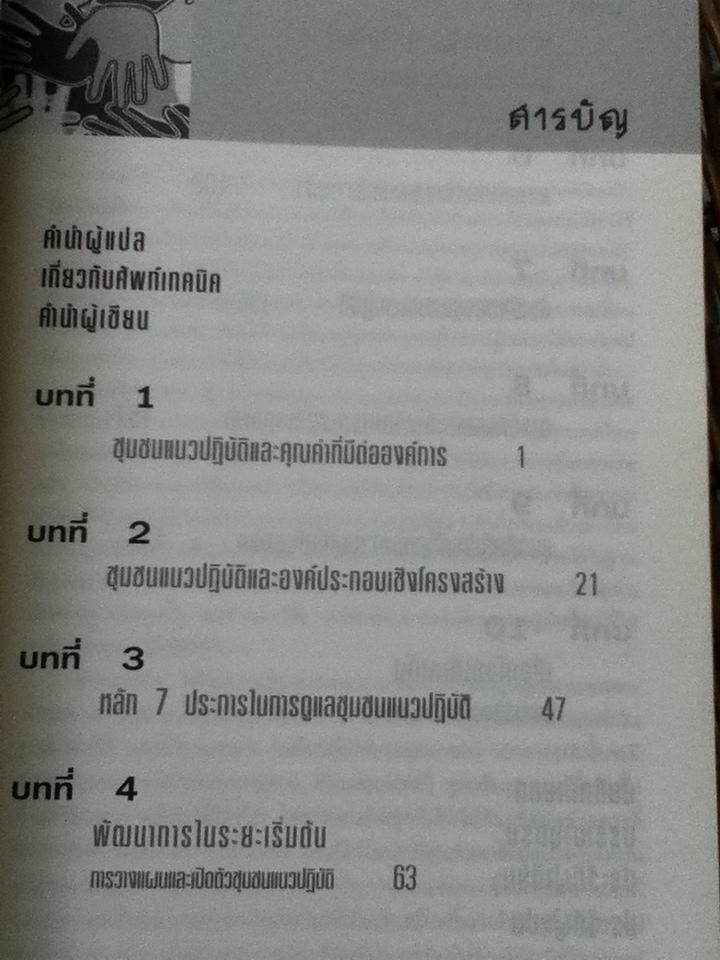 สารบัญ
คำนำผู้แปล
เกี่ยวกับศัพท์เทคนิค
คำนำผู้เขียน
บทที่ 1
ชุมชนแนวปฏิบัติและคุณค่าที่มีต่อองค์การ 1
บทที่ 2
ชุมชนแนวปฏิบัติและองค์ประกอบเชิงโครงสร้าง 21
บทที่ 3
หลัก 7 ประการในการดูแลชุมชนแนวปฏิบัติ 47
บทที่ 4
พัฒนาการในระยะเริ่มต้น
การวางแผนและเปิดตัวชุมชนแนวปฏิบัติ 63